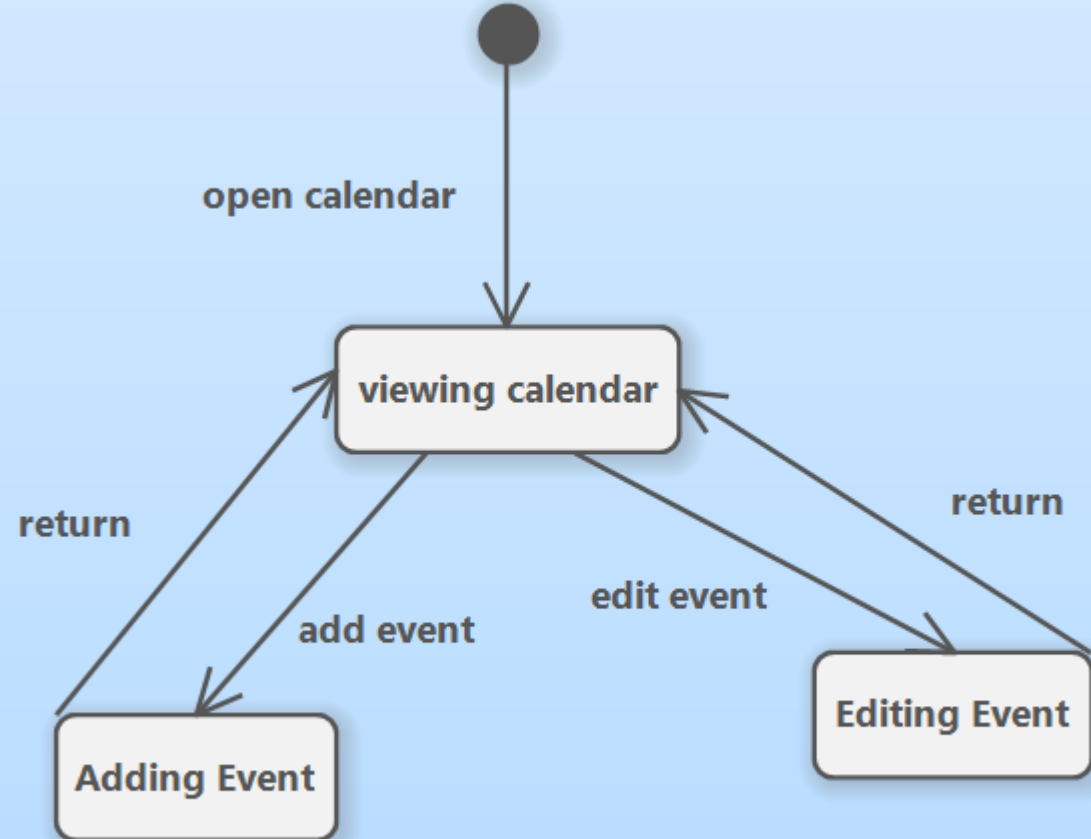 open calendar
viewing calendar
return
return
edit event
add event
Editing Event
Adding Event